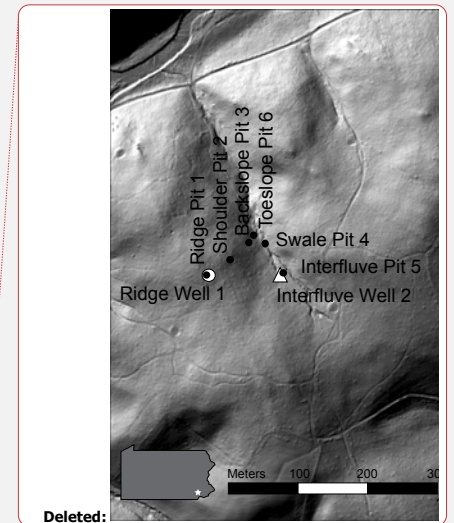 Ridge Pit 1
Shoulder Pit 2
Backslope Pit 3
Toeslope Pit 6
Swale Pit 4
Interfluve Pit 5
Ridge Well 1
Interfluve Well 2
Meters 100 200 30
Deleted: